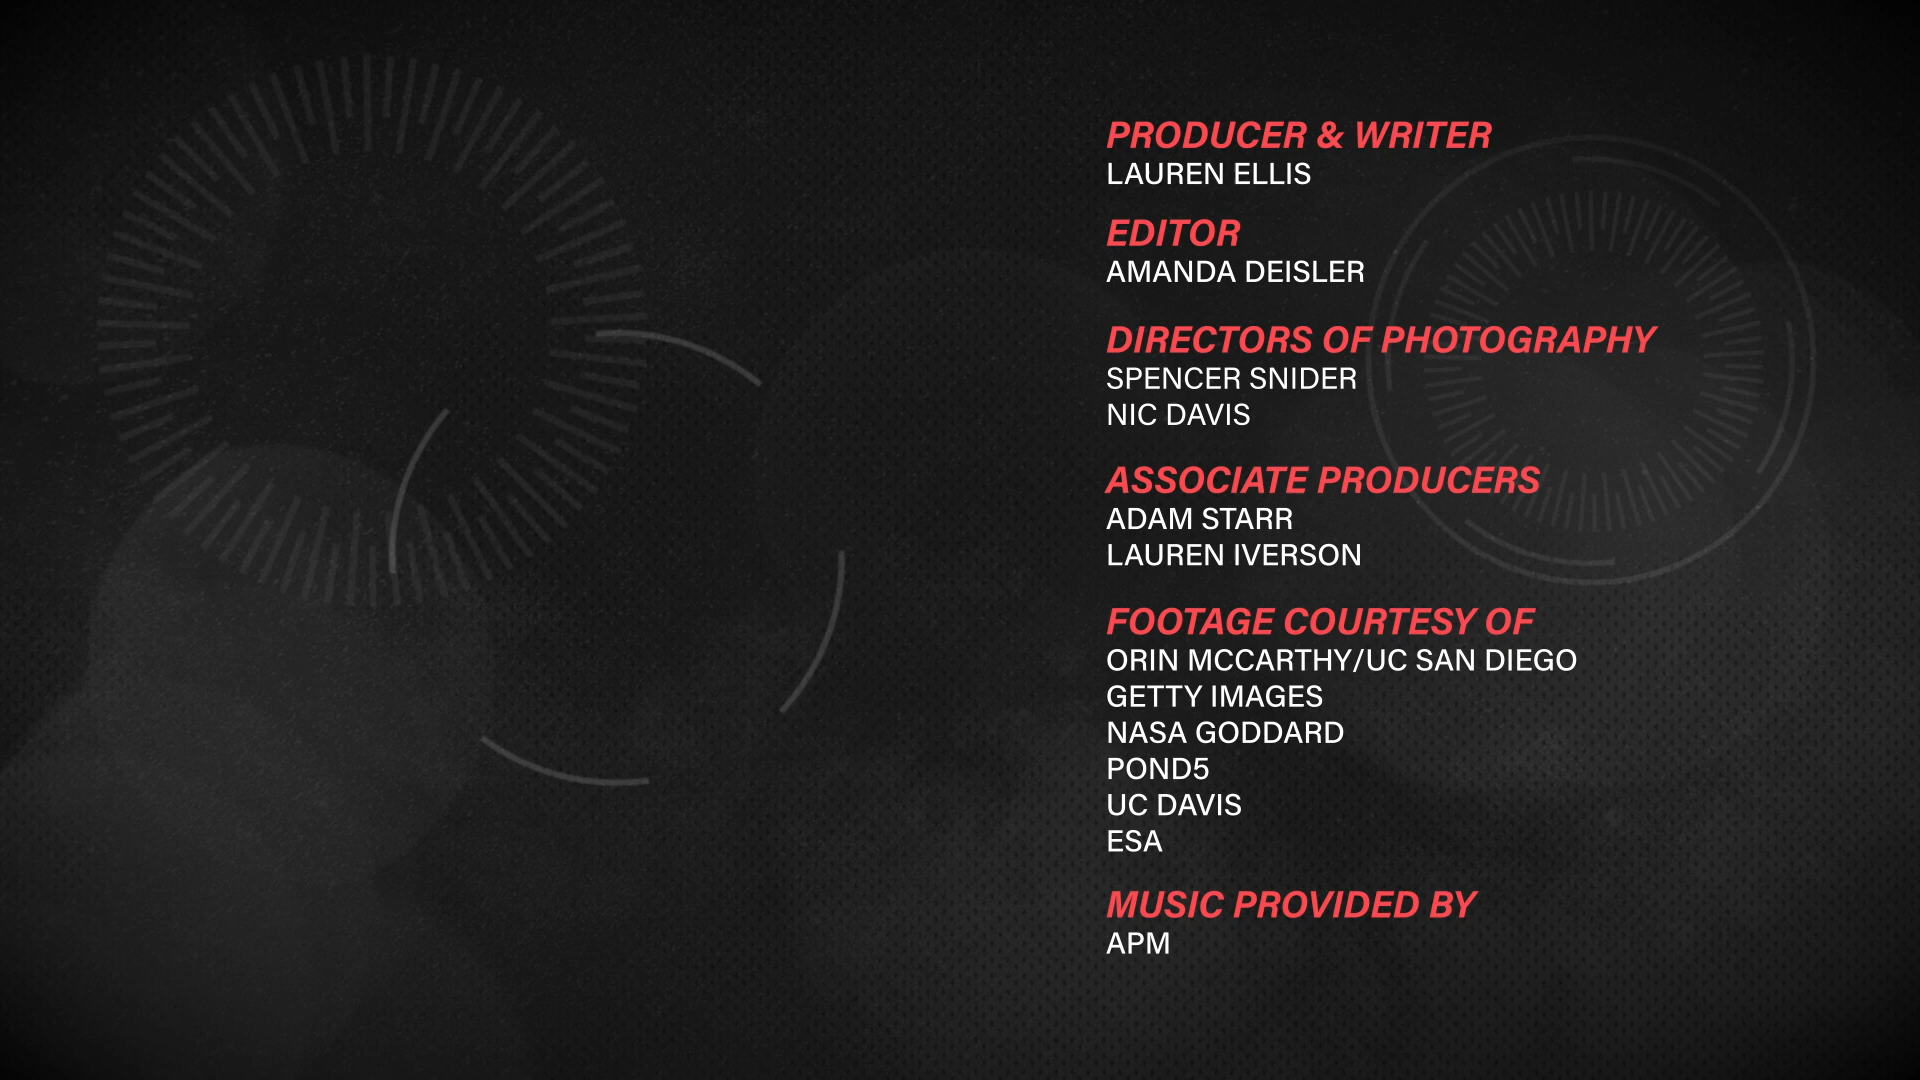 PRODUCER & WRITER
LAUREN ELLIS
EDITOR
AMANDA DEISLER
DIRECTORS OF PHOTOGRAPHY
SPENCER SNIDER
NIC DAVIS
ASSOCIATE PRODUCERS
ADAM STARR
LAUREN IVERSON
FOOTAGE COURTESY OF
ORIN MCCARTHY/UC SAN DIEGO
GETTY IMAGES
NASA GODDARD
POND5
UC DAVIS
ESA
MUSIC PROVIDED BY
APM